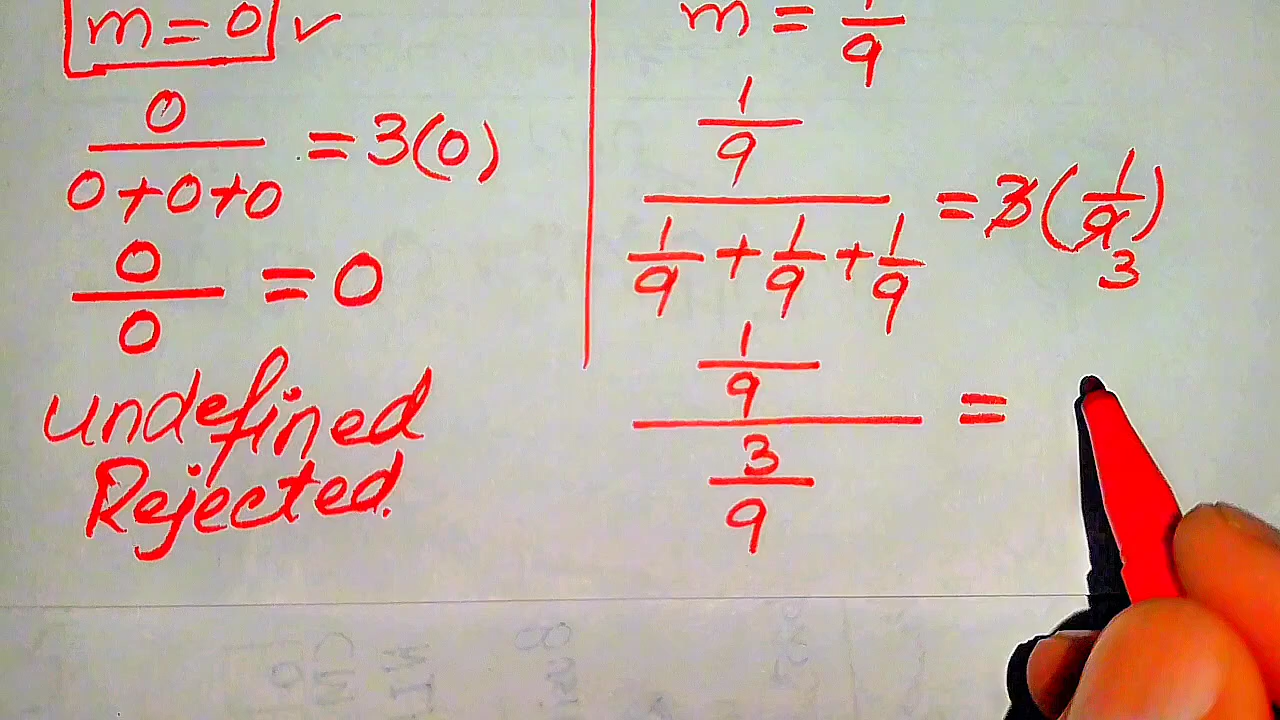 m = 0 ✓
0
0+0+0 = 3(0)
0
0 = 0
undefined
Rejected.
m = 1/9
1/9
1/9 + 1/9 + 1/9 = 3(1/9) 3
1/9
3/9 =